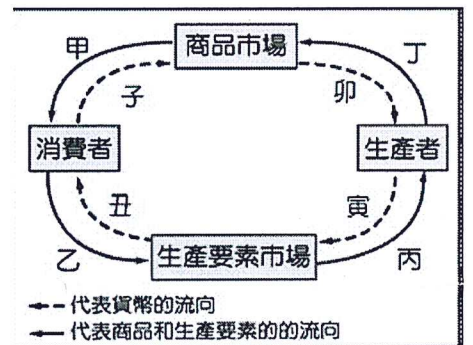 甲
商品市場
丁
子
卯
消費者
生產者
丑
寅
乙
生產要素市場
丙
代表貨幣的流向
代表商品和生產要素的的流向